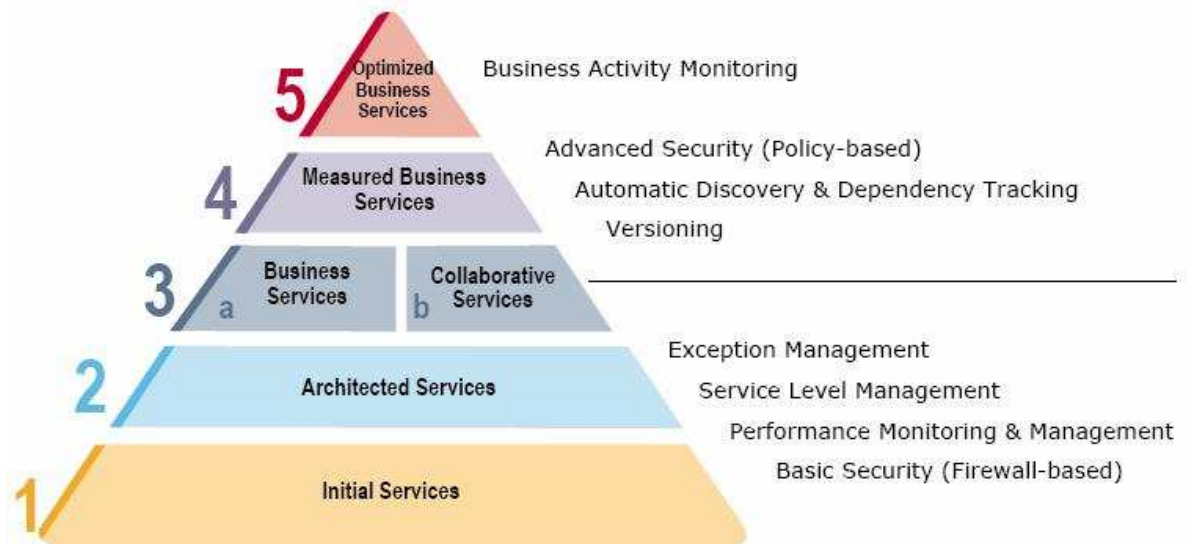 5
Optimized
Business
Services
Business Activity Monitoring
4
Measured Business
Services
Advanced Security (Policy-based)
Automatic Discovery & Dependency Tracking
Versioning
3
a
Business
Services
b
Collaborative
Services
2
Architected Services
Exception Management
Service Level Management
Performance Monitoring & Management
Basic Security (Firewall-based)
1
Initial Services